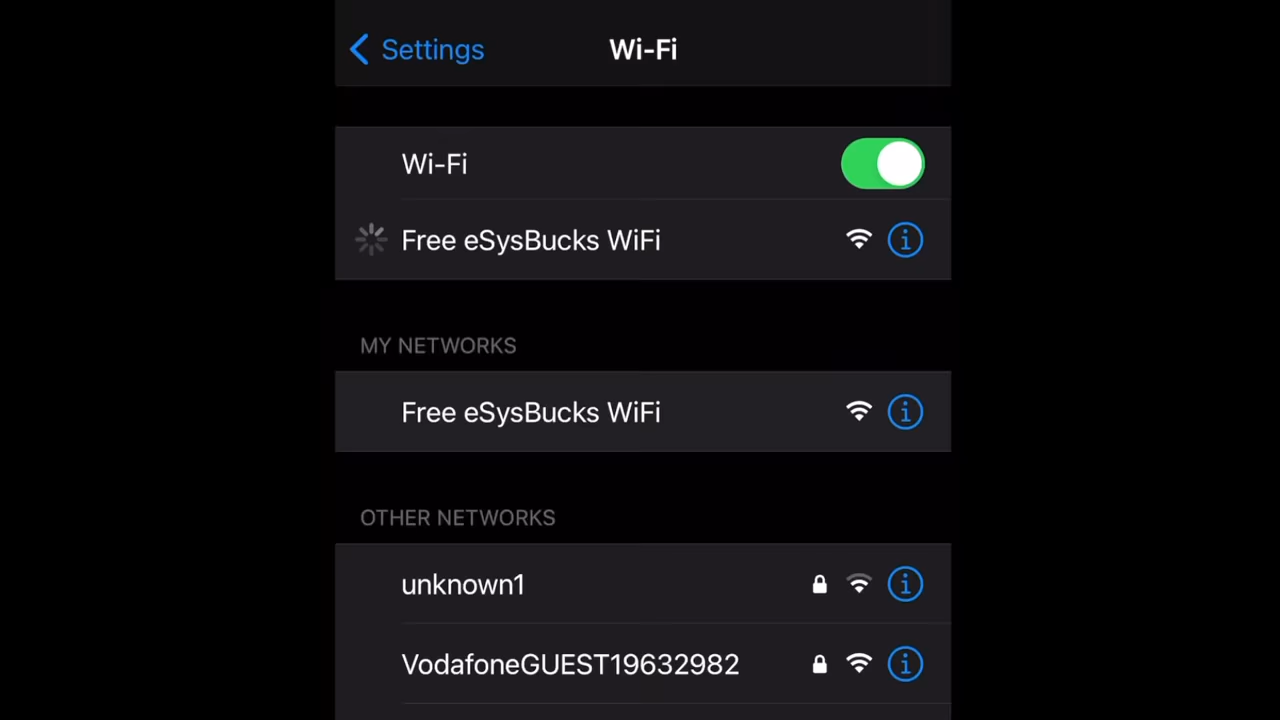 Settings Wi-Fi
Wi-Fi
Free eSysBucks WiFi
MY NETWORKS
Free eSysBucks WiFi
OTHER NETWORKS
unknown1
VodafoneGUEST19632982